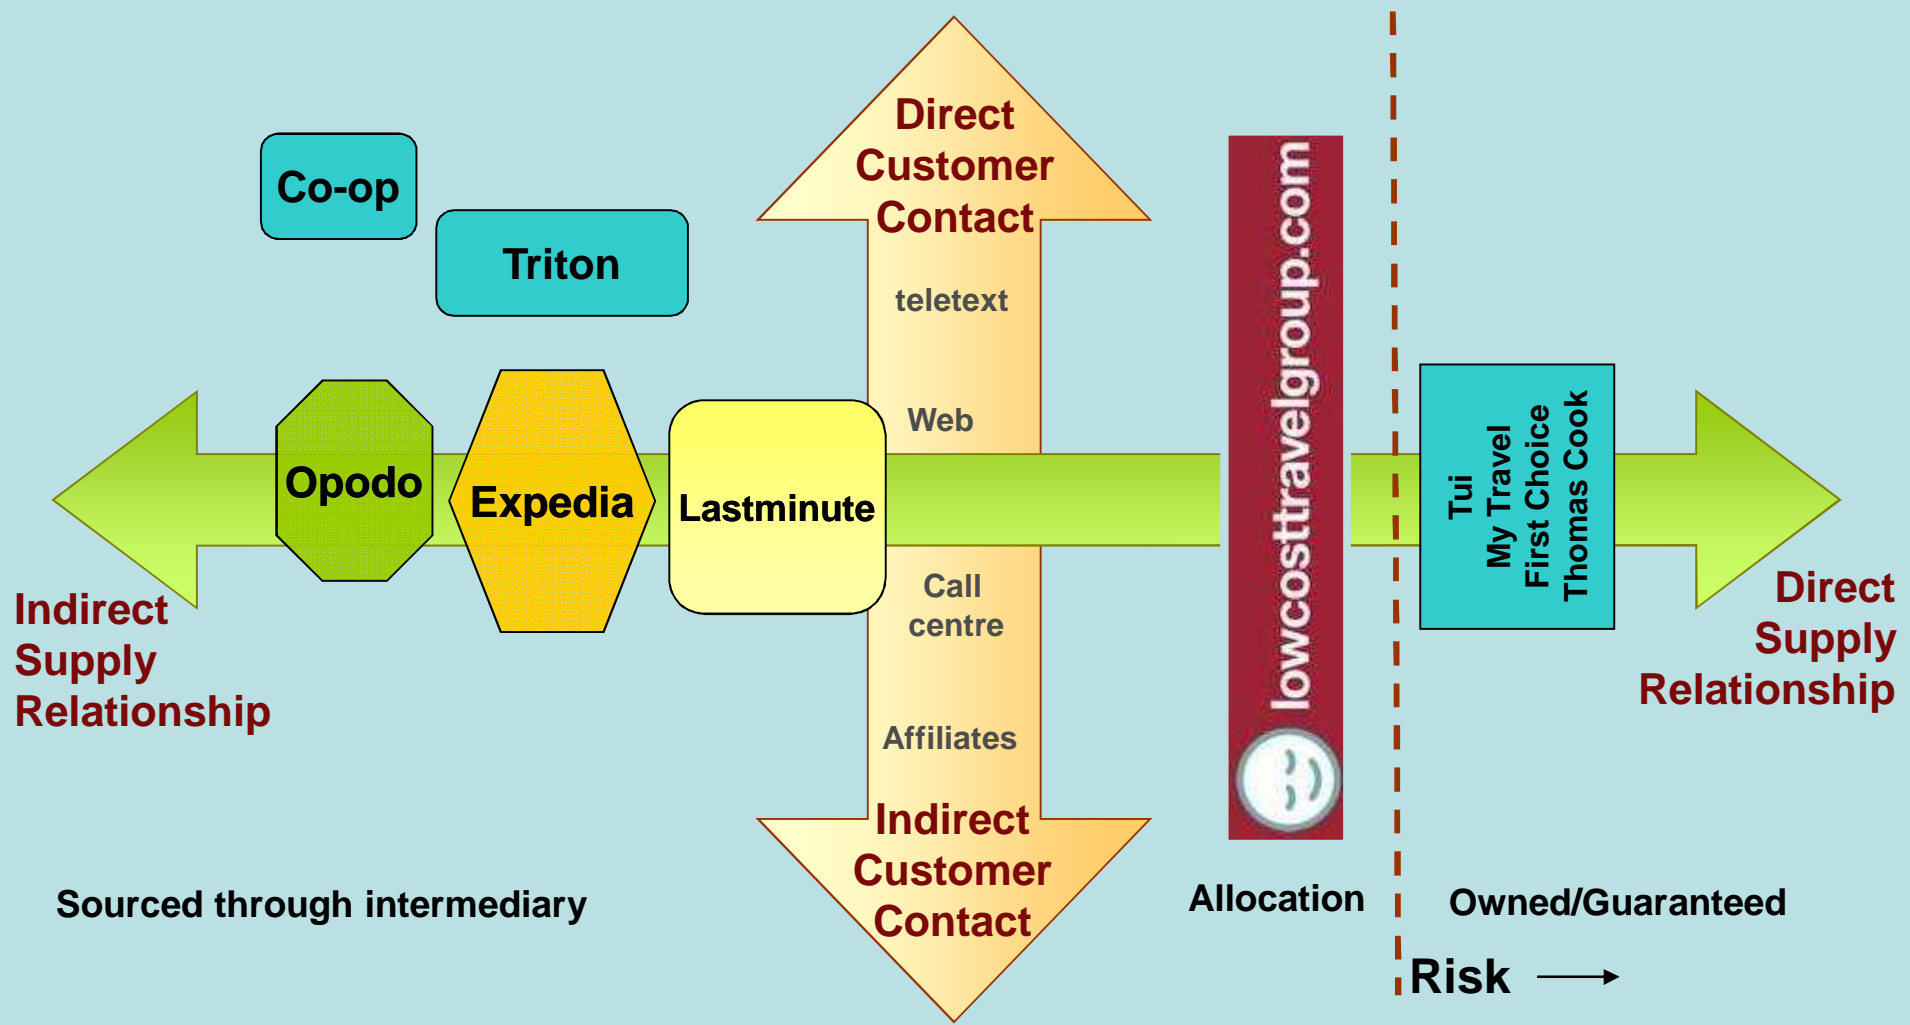 Direct
Customer
Contact
Co-op
Triton
teletext
Web
Opodo
Expedia
Lastminute
Call
centre
Affiliates
Indirect
Customer
Contact
Indirect
Supply
Relationship
lowcosttravelgroup.com
Tui
My Travel
First Choice
Thomas Cook
Direct
Supply
Relationship
Sourced through intermediary
Allocation
Owned/Guaranteed
Risk